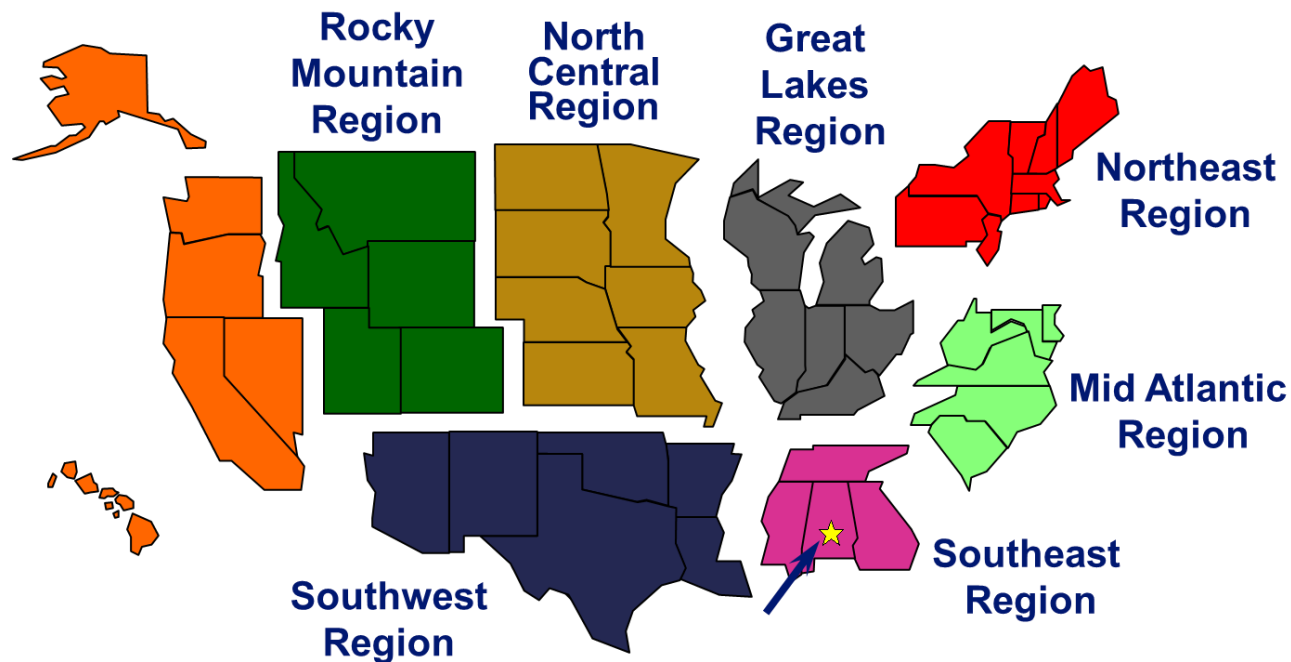 Rocky
Mountain
Region
North
Central
Region
Great
Lakes
Region
Northeast
Region
Mid Atlantic
Region
Southeast
Region
Southwest
Region